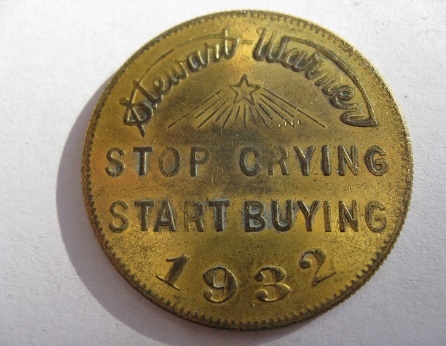 Stewart-Warner
STOP CRYING
START BUYING
1932